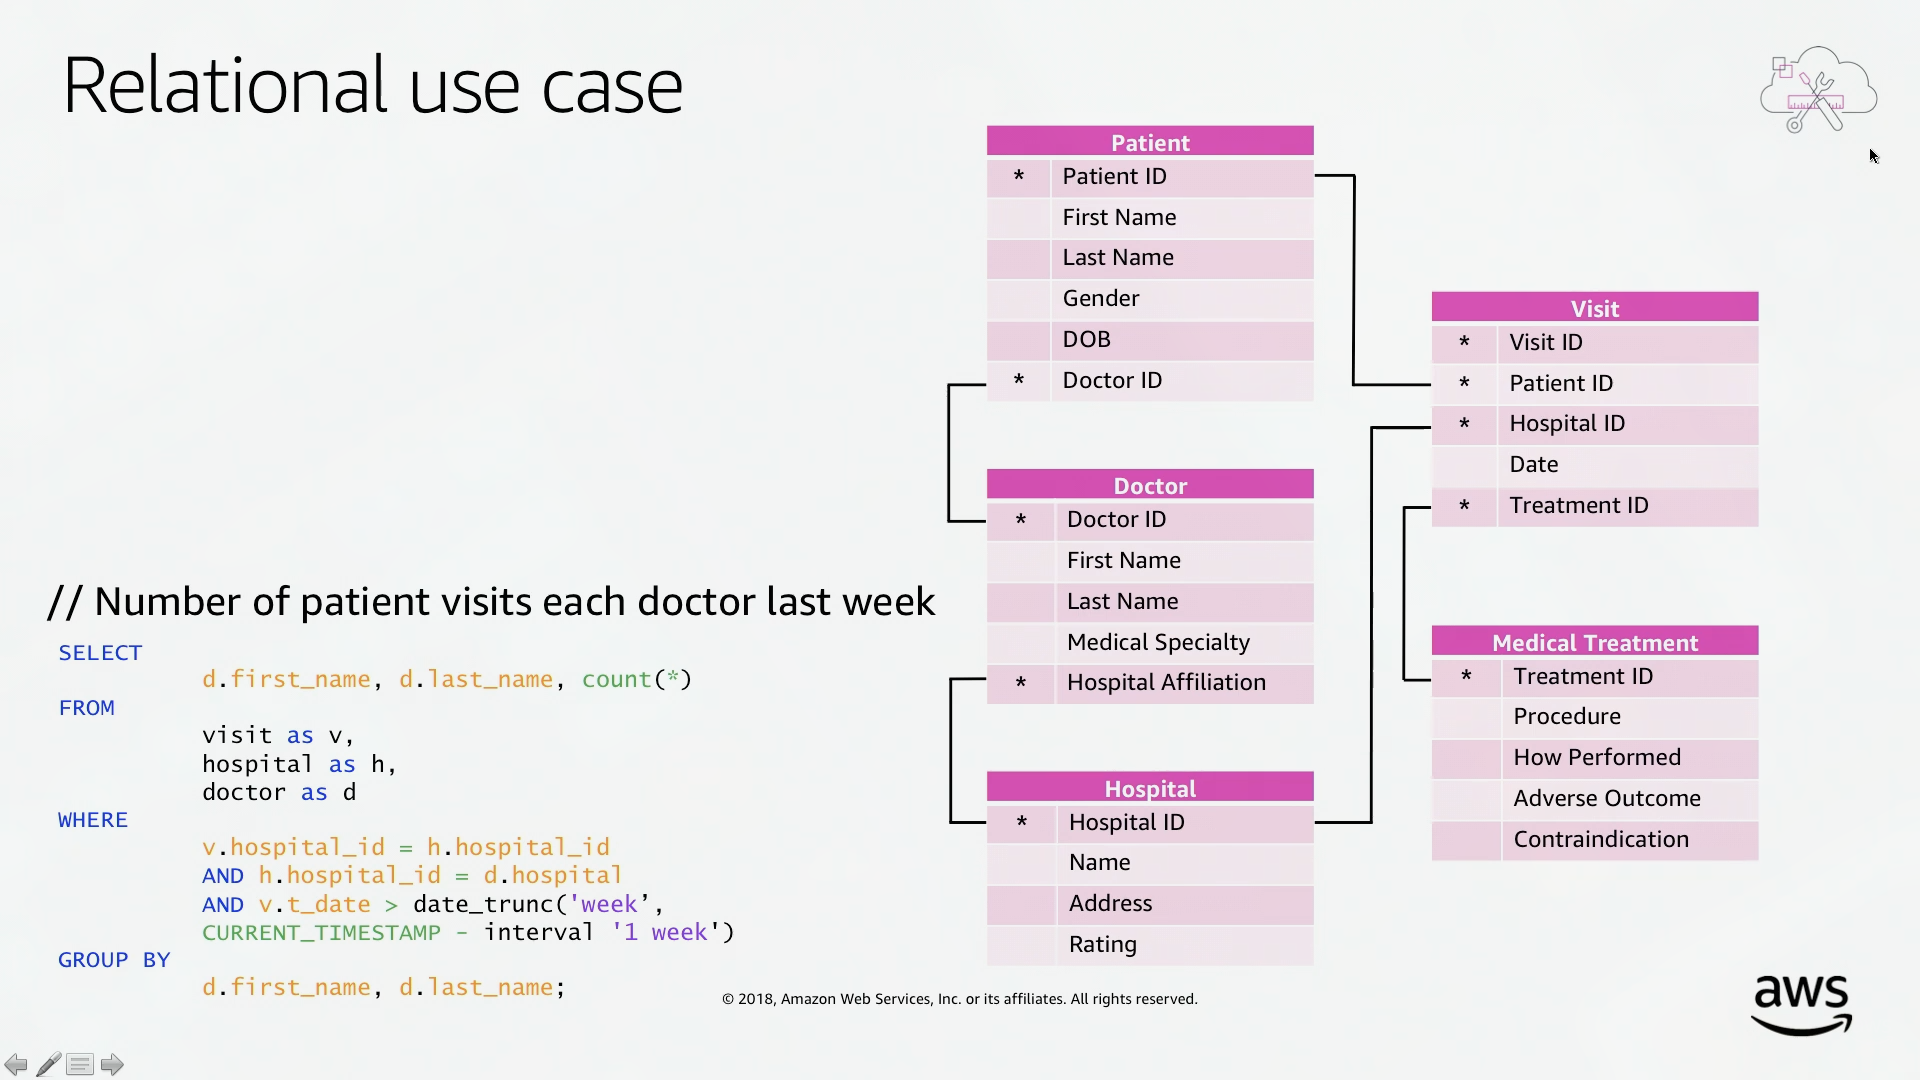 Relational use case
Patient
* Patient ID
First Name
Last Name
Gender
DOB
* Doctor ID
Visit
* Visit ID
* Patient ID
* Hospital ID
Date
* Treatment ID
Doctor
* Doctor ID
First Name
Last Name
Medical Specialty
* Hospital Affiliation
Medical Treatment
* Treatment ID
Procedure
How Performed
Adverse Outcome
Contraindication
Hospital
* Hospital ID
Name
Address
Rating
// Number of patient visits each doctor last week
SELECT
d.first_name, d.last_name, count(*)
FROM
visit as v,
hospital as h,
doctor as d
WHERE
v.hospital_id = h.hospital_id
AND h.hospital_id = d.hospital
AND v.t_date > date_trunc('week’,
CURRENT_TIMESTAMP - interval '1 week')
GROUP BY
d.first_name, d.last_name;
© 2018, Amazon Web Services, Inc. or its affiliates. All rights reserved.
aws